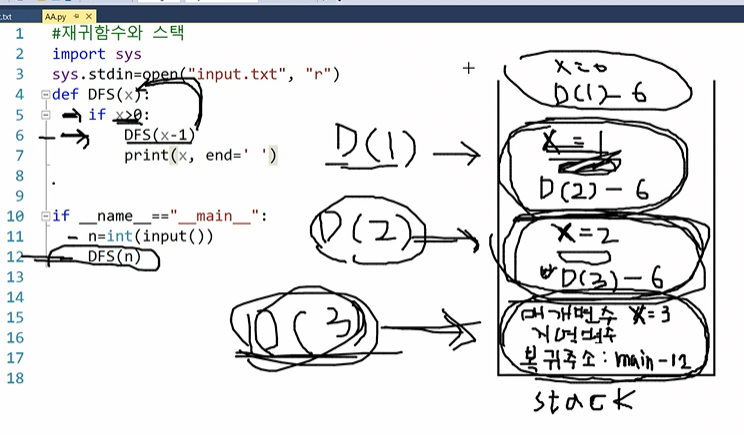 .txt
AA.py
1 #재귀함수와 스택
2 import sys
3 sys.stdin=open("input.txt", "r")
4 def DFS(x):
5 if x>0:
6 DFS(x-1)
7 print(x, end=' ')
8
9
10 if __name__=="__main__":
11 n=int(input())
12 DFS(n)
13
14
15
16
17
18
x=0
D(1)-6
D(1)
x=1
D(2)-6
D(2)
x=2
D(3)-6
D(3)
매개변수 x=3
지역변수
복귀주소: main-12
stack